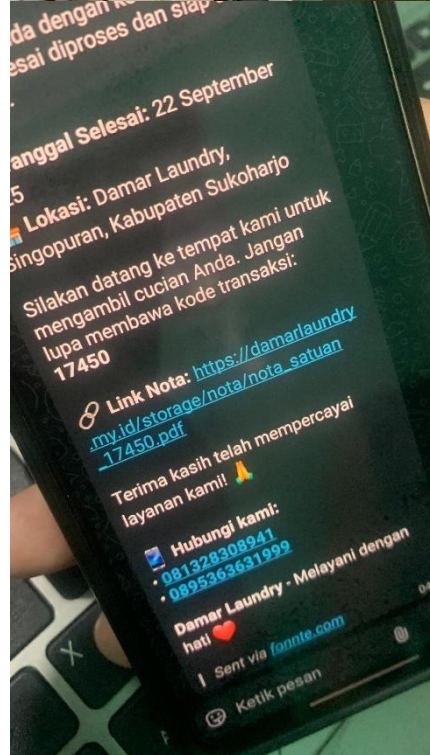 da dengan
esai diproses dan siap
.
anggal Selesai: 22 September
5
Lokasi: Damar Laundry,
Singopuran, Kabupaten Sukoharjo
Silakan datang ke tempat kami untuk
mengambil cucian Anda. Jangan
lupa membawa kode transaksi:
17450
🔗 Link Nota: https://damarlaundry
.my.id/storage/nota/nota_satuan
_17450.pdf
Terima kasih telah mempercayai
layanan kami! 🙏
📱 Hubungi kami:
• 081328308941
• 0895363631999
Damar Laundry - Melayani dengan
hati ❤️
Sent via fonnte.com
Ketik pesan
X